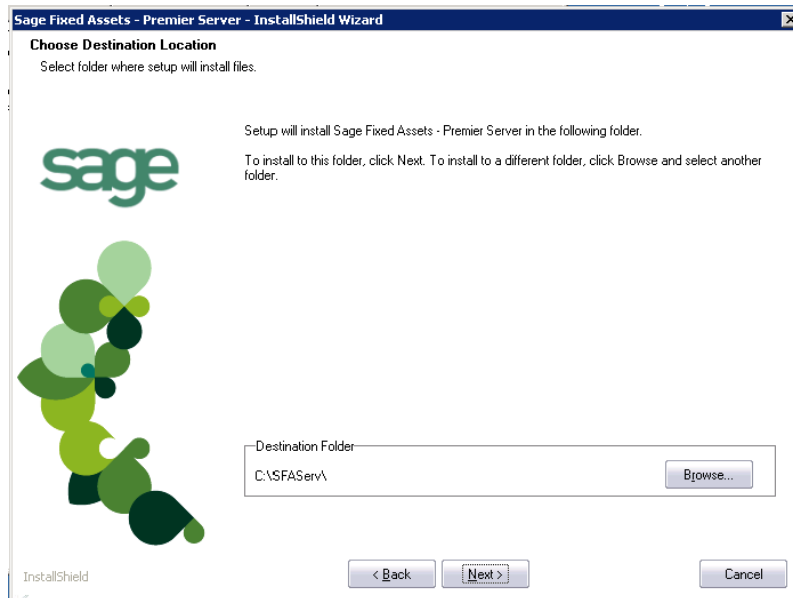 Sage Fixed Assets - Premier Server - InstallShield Wizard
Choose Destination Location
Select folder where setup will install files.
sage
Setup will install Sage Fixed Assets - Premier Server in the following folder.
To install to this folder, click Next. To install to a different folder, click Browse and select another
folder.
Destination Folder
C:\SFAServ\
Browse...
InstallShield
< Back
Next >
Cancel